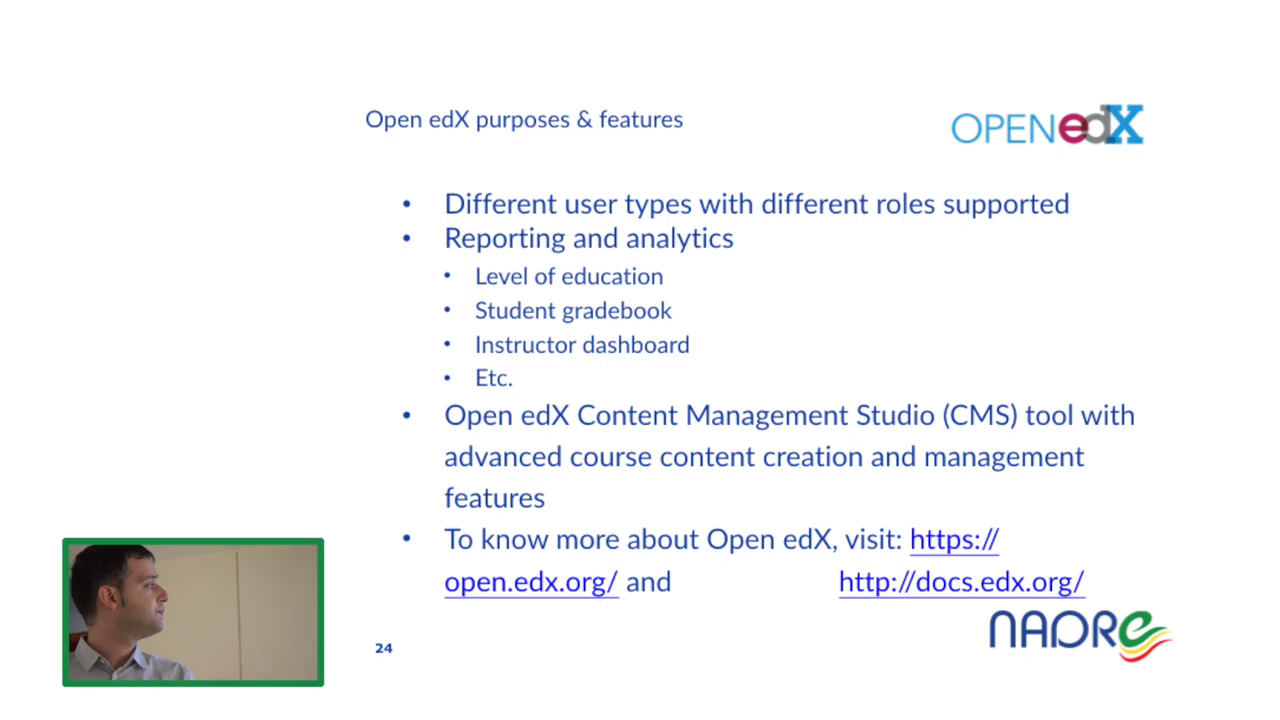 Open edX purposes & features
OPEN edX
• Different user types with different roles supported
• Reporting and analytics
• Level of education
• Student gradebook
• Instructor dashboard
• Etc.
• Open edX Content Management Studio (CMS) tool with
advanced course content creation and management
features
• To know more about Open edX, visit: https://
open.edx.org/ and http://docs.edx.org/
NADRe
24